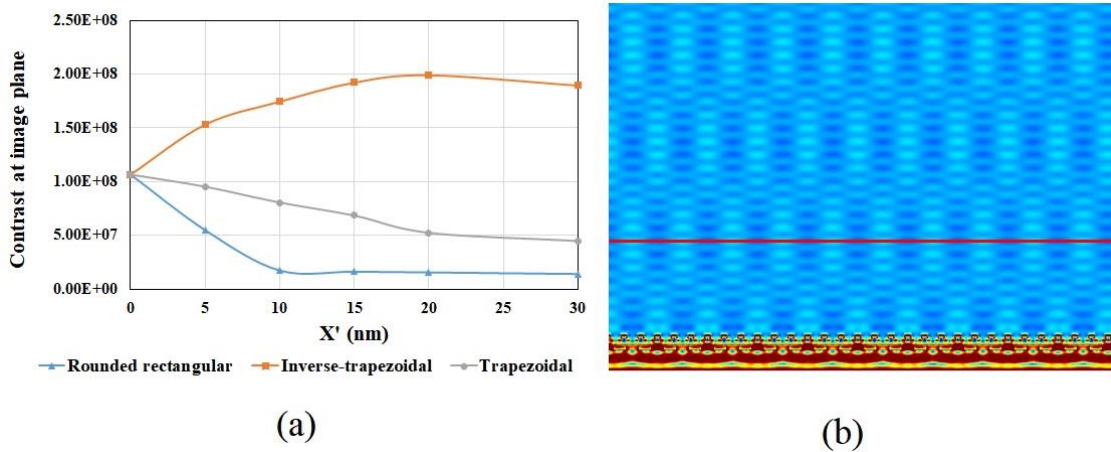 Contrast at image plane
2.50E+08
2.00E+08
1.50E+08
1.00E+08
5.00E+07
0.00E+00
0 5 10 15 20 25 30
X' (nm)
Rounded rectangular Inverse-trapezoidal Trapezoidal
(a) (b)